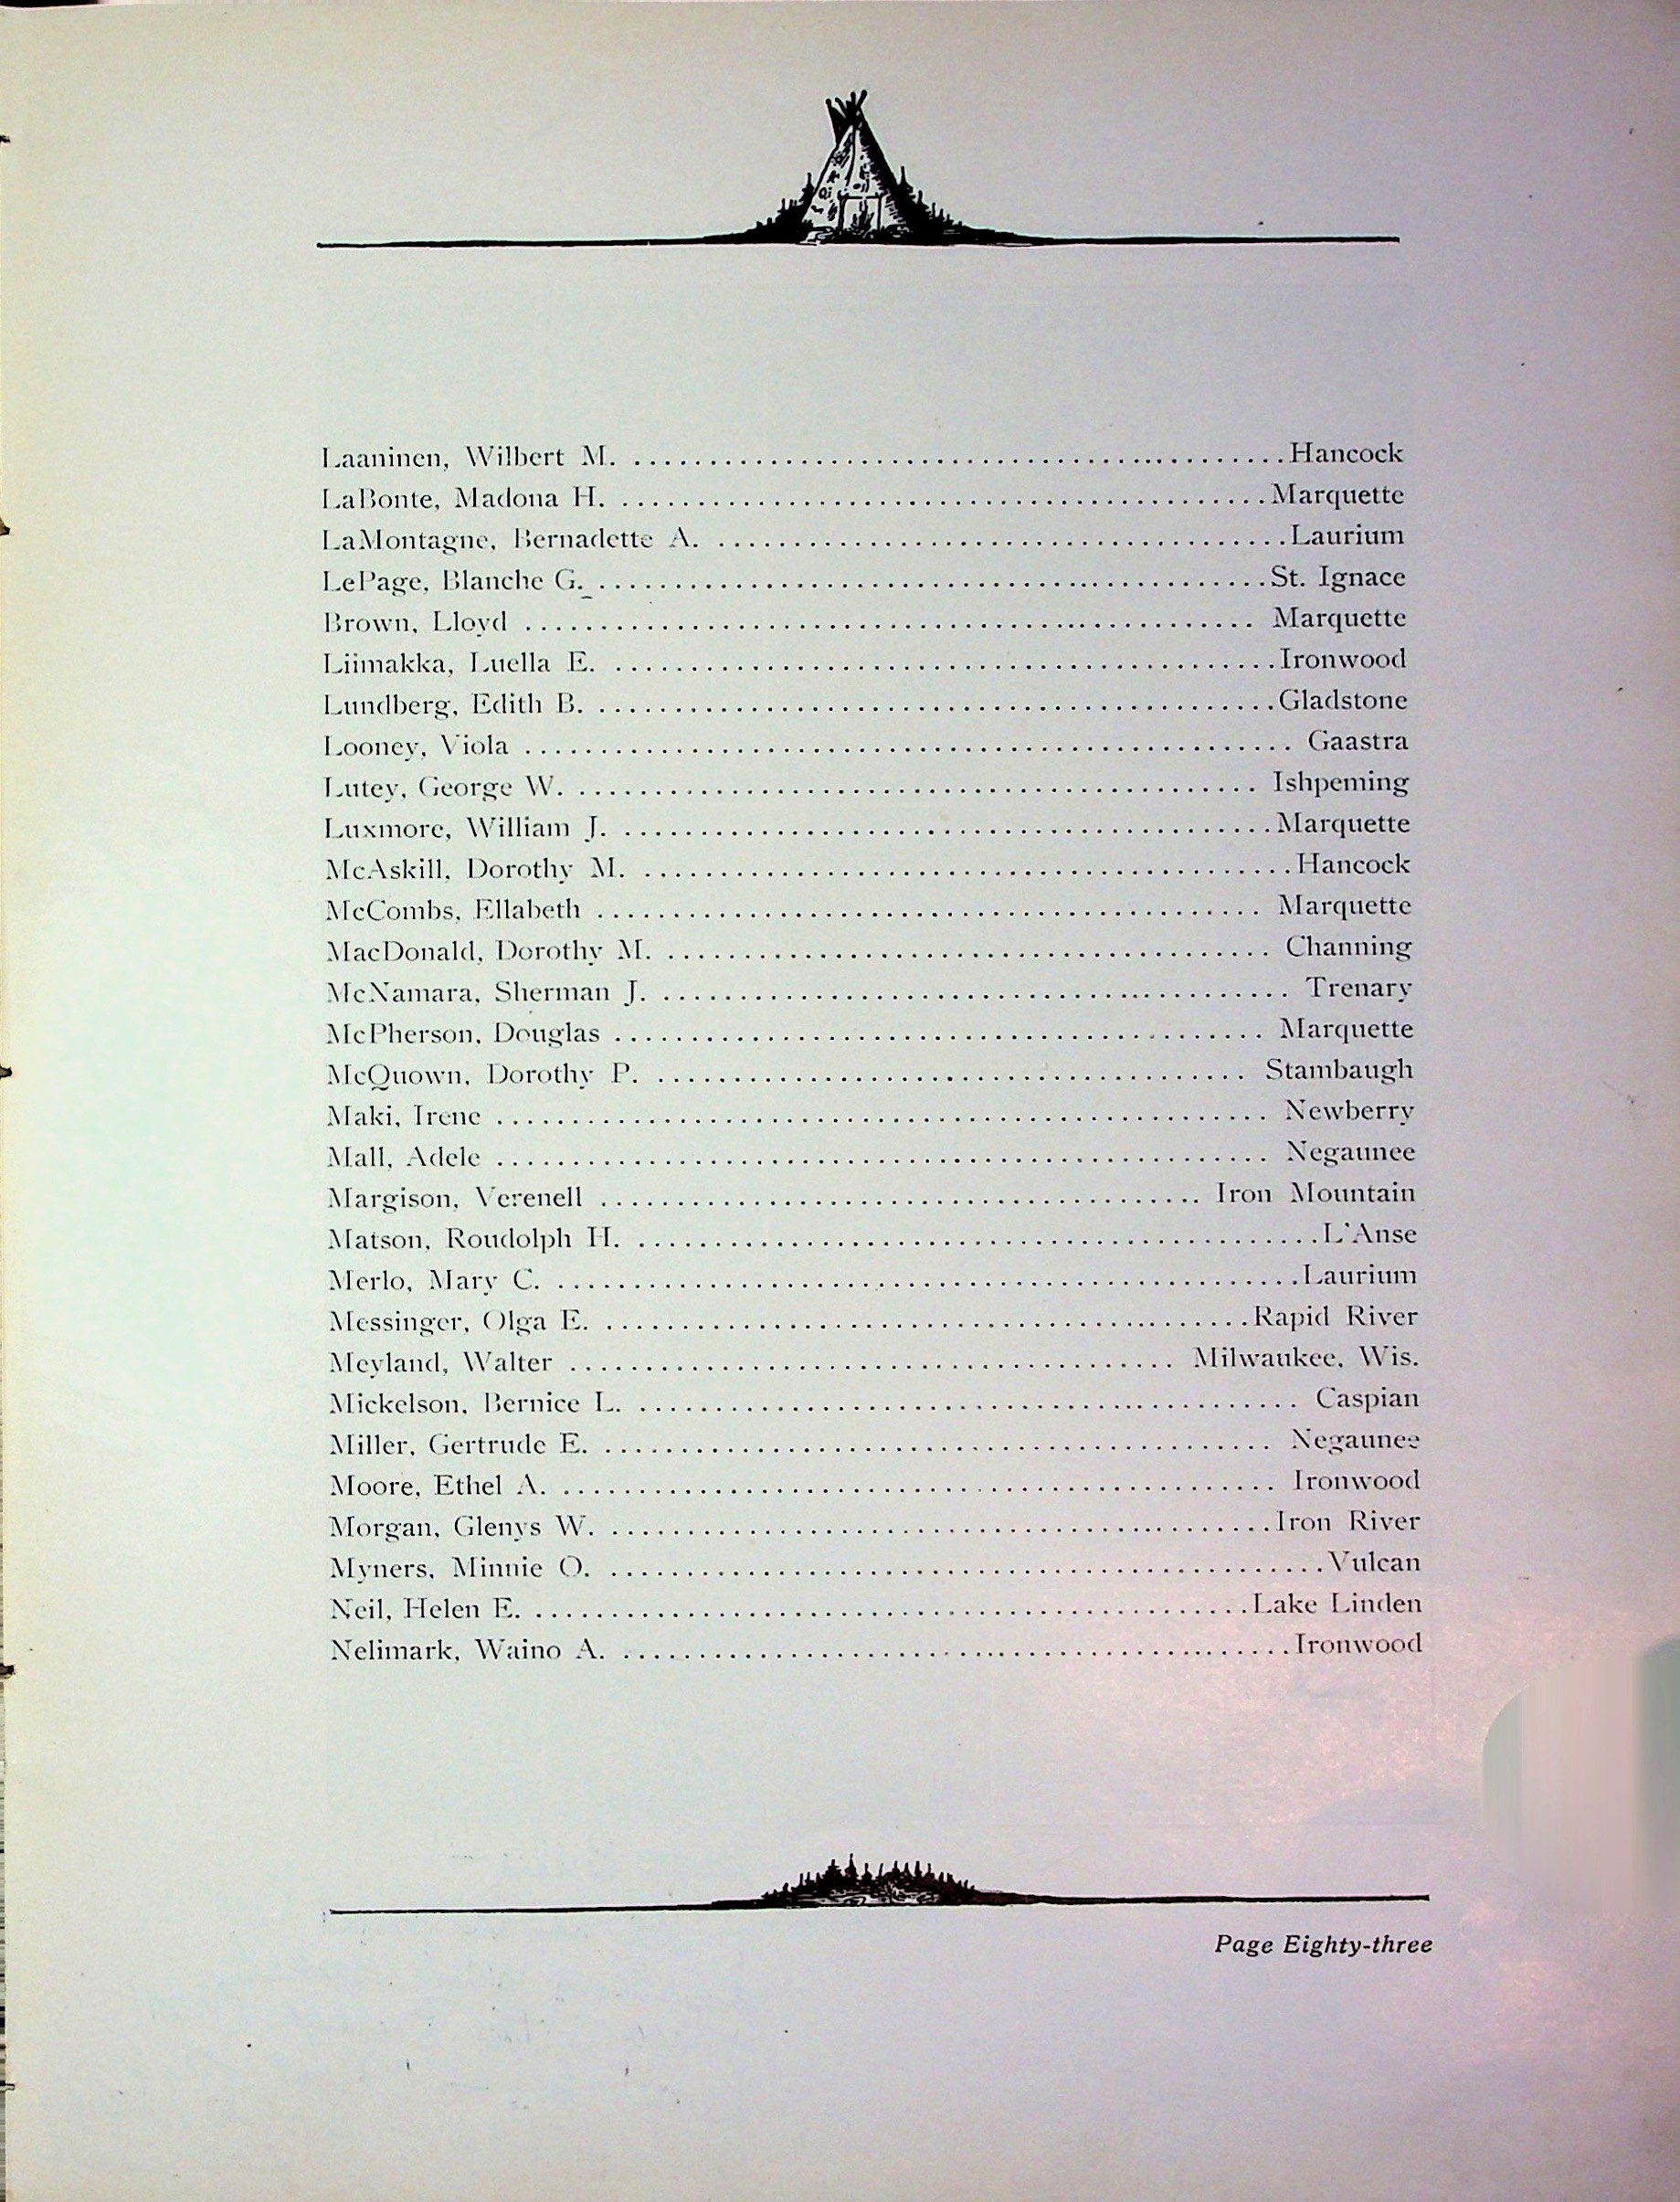 Laaninen, Wilbert M. ............................................Hancock
LaBonte, Madona H. ............................................Marquette
LaMontagne, Bernadette A. ......................................Laurium
LePage, Blanche G. ............................................St. Ignace
Brown, Lloyd ................................................. Marquette
Liimakka, Luella E. ............................................Ironwood
Lundberg, Edith B. .............................................Gladstone
Looney, Viola .................................................. Gaastra
Lutey, George W. .............................................. Ishpeming
Luxmore, William J. ............................................Marquette
McAskill, Dorothy M. ............................................Hancock
McCombs, Ellabeth ............................................. Marquette
MacDonald, Dorothy M. ......................................... Channing
McNamara, Sherman J. .......................................... Trenary
McPherson, Douglas ............................................ Marquette
McQuown, Dorothy P. ........................................ Stambaugh
Maki, Irene .................................................... Newberry
Mall, Adele .................................................... Negaunee
Margison, Verenell ......................................... Iron Mountain
Matson, Roudolph H. ..............................................L'Anse
Merlo, Mary C. ..................................................Laurium
Messinger, Olga E. ............................................Rapid River
Meyland, Walter ......................................... Milwaukee, Wis.
Mickelson, Bernice L. ............................................ Caspian
Miller, Gertrude E. ............................................. Negaunee
Moore, Ethel A. ................................................ Ironwood
Morgan, Glenys W. .............................................Iron River
Myners, Minnie O. ................................................Vulcan
Neil, Helen E. ................................................Lake Linden
Nelimark, Waino A. .............................................Ironwood
Page Eighty-three